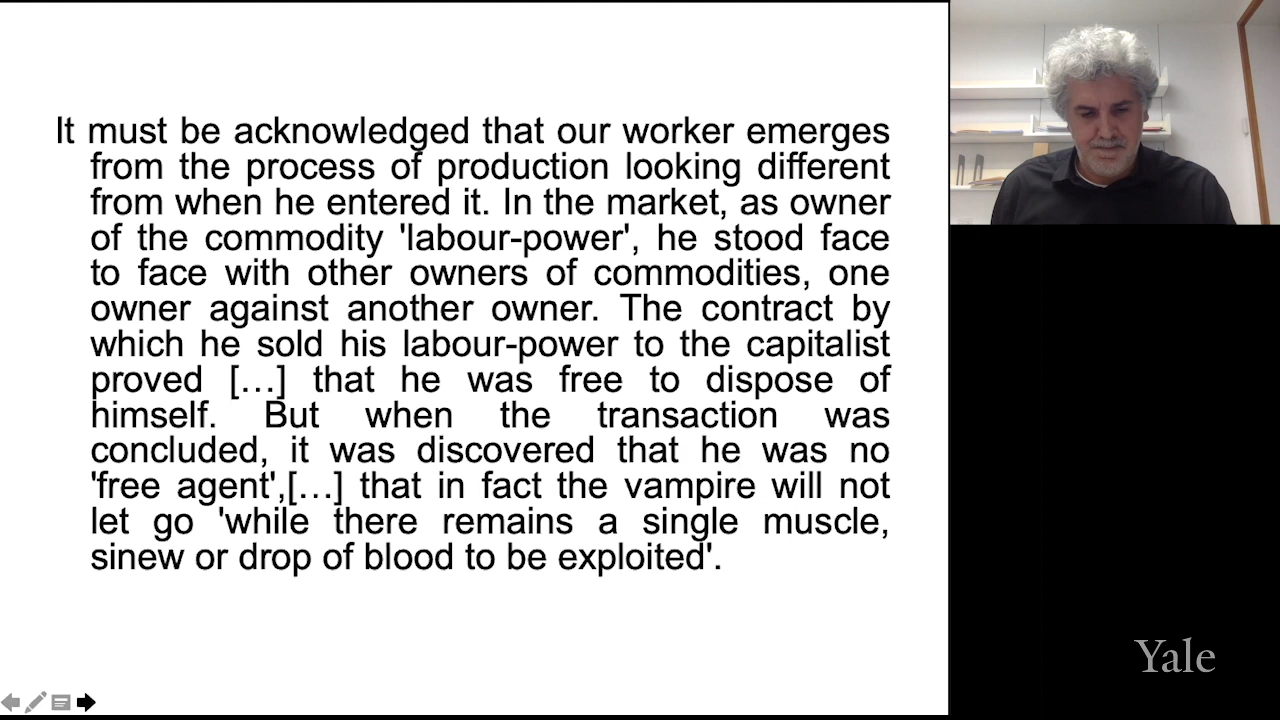 It must be acknowledged that our worker emerges
from the process of production looking different
from when he entered it. In the market, as owner
of the commodity 'labour-power', he stood face
to face with other owners of commodities, one
owner against another owner. The contract by
which he sold his labour-power to the capitalist
proved […] that he was free to dispose of
himself. But when the transaction was
concluded, it was discovered that he was no
'free agent',[…] that in fact the vampire will not
let go 'while there remains a single muscle,
sinew or drop of blood to be exploited'.
Yale